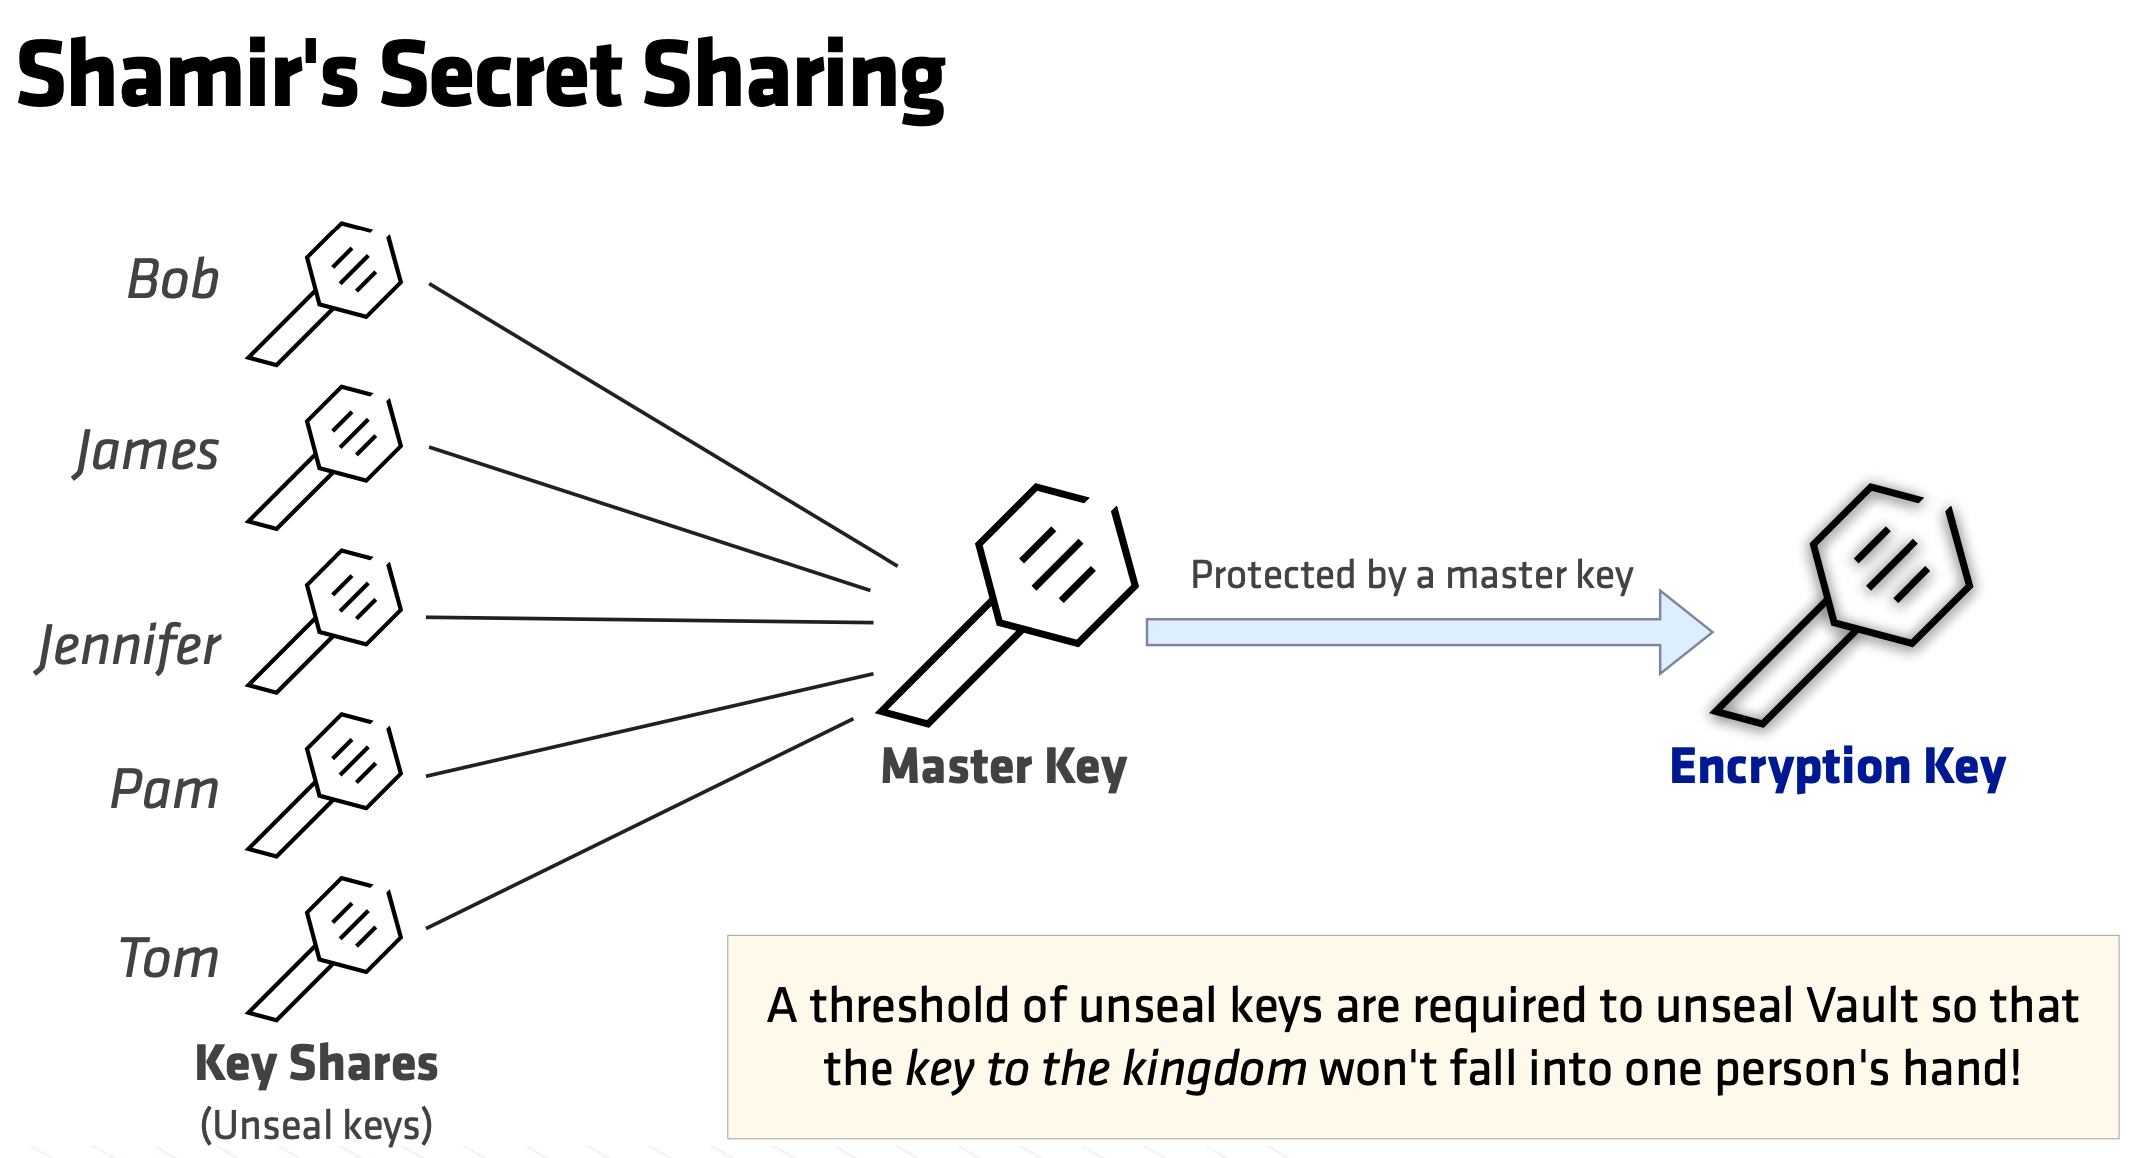 Shamir's Secret Sharing
Bob
James
Jennifer
Pam
Tom
Key Shares
(Unseal keys)
Master Key
Protected by a master key
Encryption Key
A threshold of unseal keys are required to unseal Vault so that
the key to the kingdom won't fall into one person's hand!